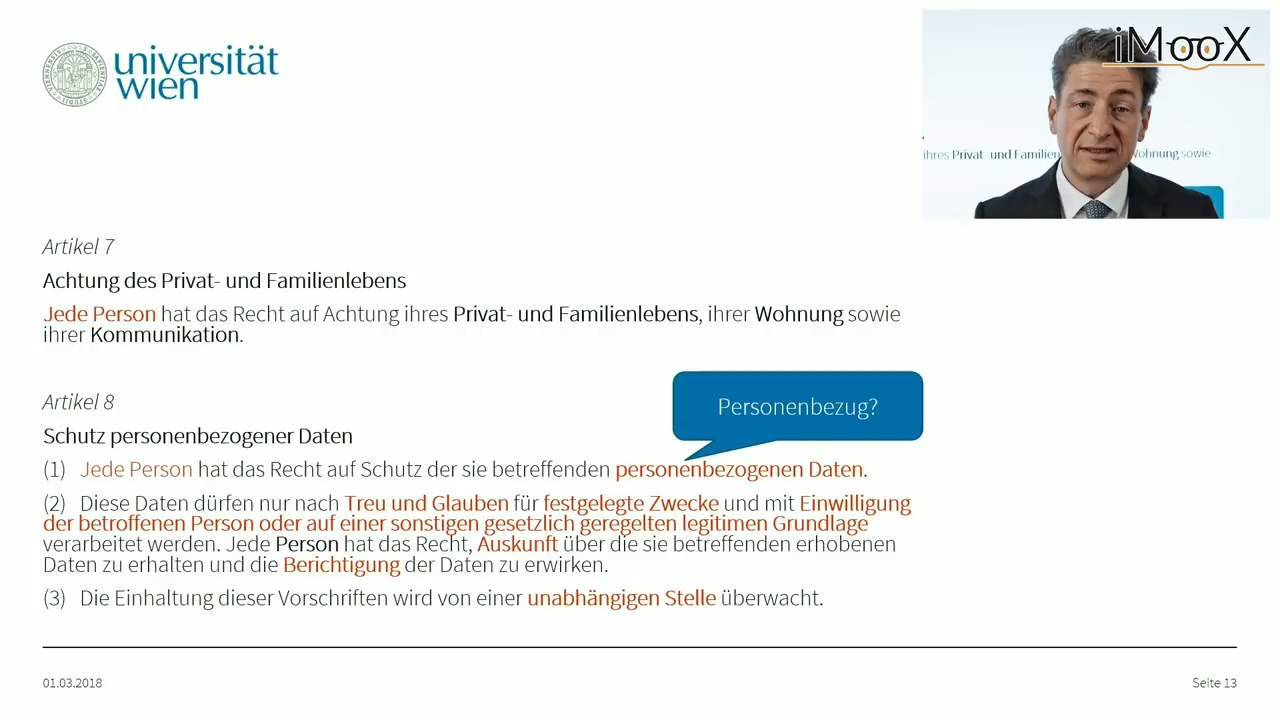 universität
wien
iMooX
ihres Privat- und Familien
Wohnung sowie
Artikel 7
Achtung des Privat- und Familienlebens
Jede Person hat das Recht auf Achtung ihres Privat- und Familienlebens, ihrer Wohnung sowie
ihrer Kommunikation.
Personenbezug?
Artikel 8
Schutz personenbezogener Daten
(1) Jede Person hat das Recht auf Schutz der sie betreffenden personenbezogenen Daten.
(2) Diese Daten dürfen nur nach Treu und Glauben für festgelegte Zwecke und mit Einwilligung
der betroffenen Person oder auf einer sonstigen gesetzlich geregelten legitimen Grundlage
verarbeitet werden. Jede Person hat das Recht, Auskunft über die sie betreffenden erhobenen
Daten zu erhalten und die Berichtigung der Daten zu erwirken.
(3) Die Einhaltung dieser Vorschriften wird von einer unabhängigen Stelle überwacht.
01.03.2018
Seite 13